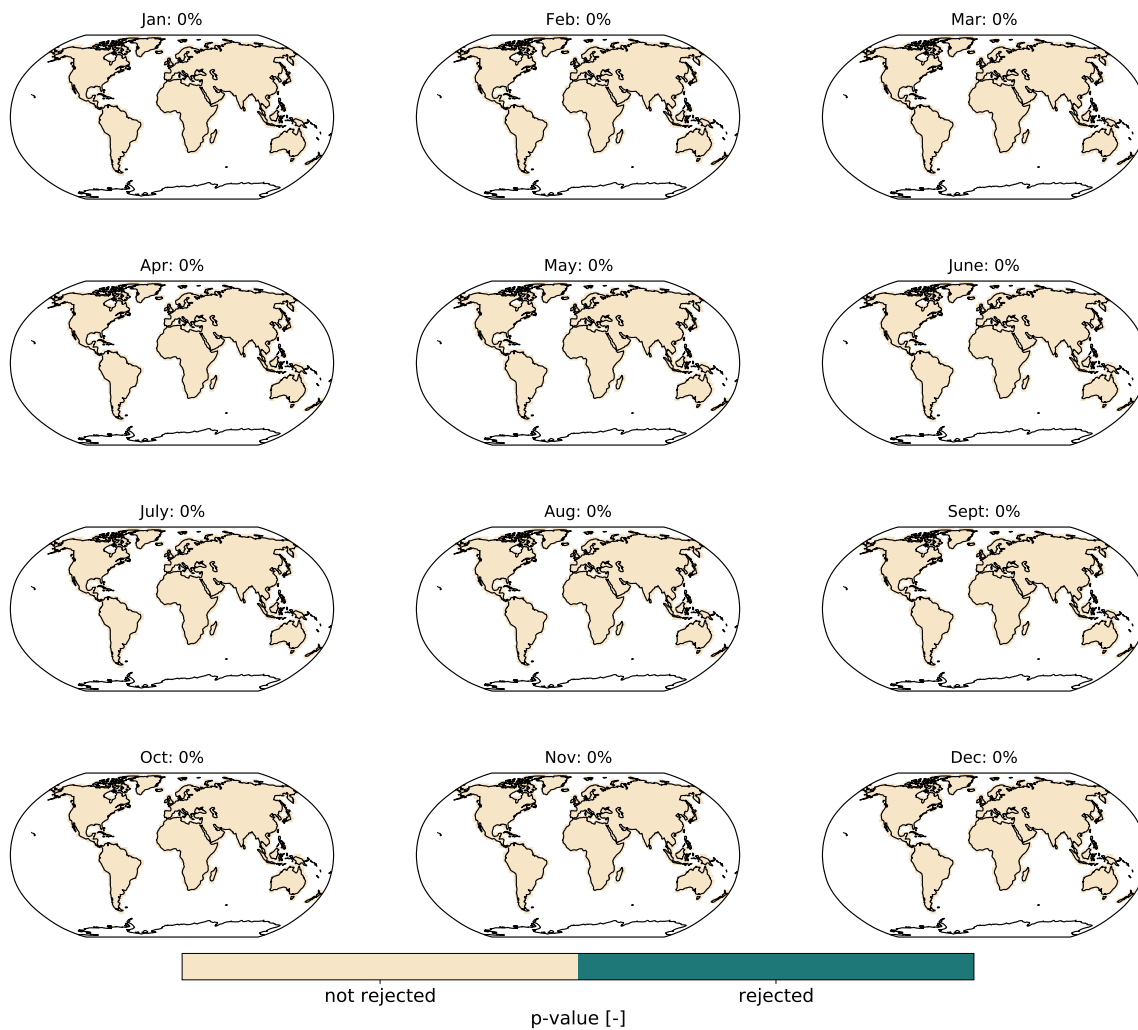 Jan: 0%
Feb: 0%
Mar: 0%
Apr: 0%
May: 0%
June: 0%
July: 0%
Aug: 0%
Sept: 0%
Oct: 0%
Nov: 0%
Dec: 0%
not rejected
rejected
p-value [-]